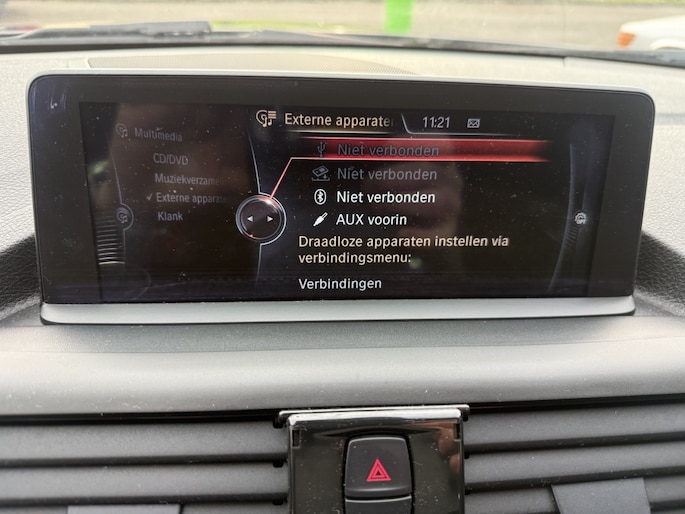 Externe apparaten
11:21
Multimedia
CD/DVD
Muziekverzam
Externe appara
Klank
Niet verbonden
Niet verbonden
Niet verbonden
AUX voorin
Draadloze apparaten instellen via
verbindingsmenu:
Verbindingen